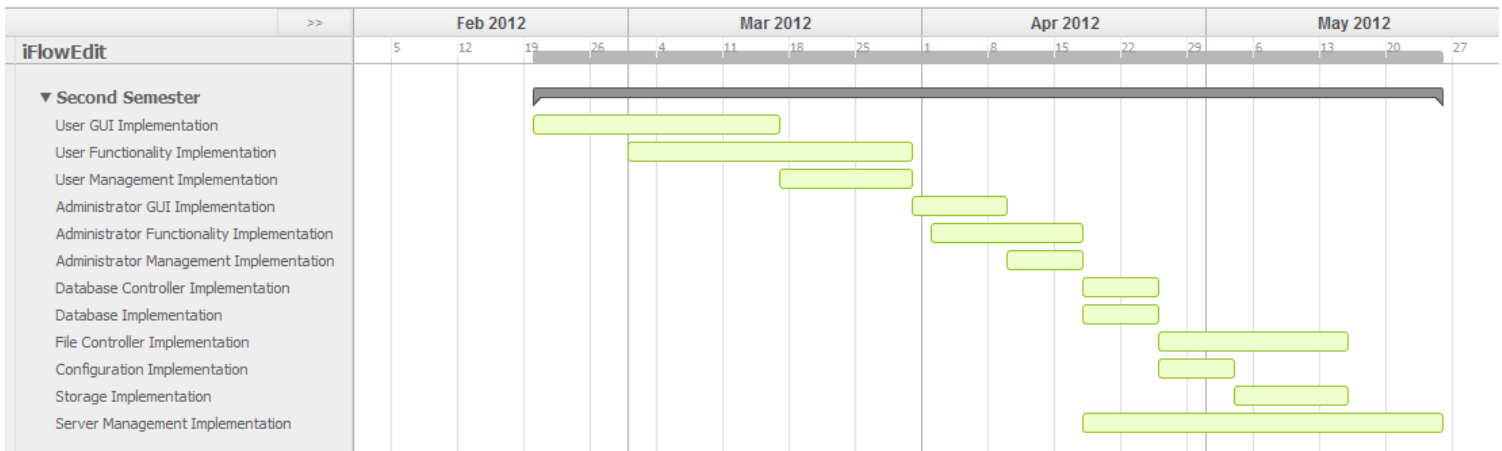 >> Feb 2012 Mar 2012 Apr 2012 May 2012
iFlowEdit 5 12 19 26 4 11 18 25 1 8 15 22 29 6 13 20 27
▼ Second Semester
User GUI Implementation
User Functionality Implementation
User Management Implementation
Administrator GUI Implementation
Administrator Functionality Implementation
Administrator Management Implementation
Database Controller Implementation
Database Implementation
File Controller Implementation
Configuration Implementation
Storage Implementation
Server Management Implementation